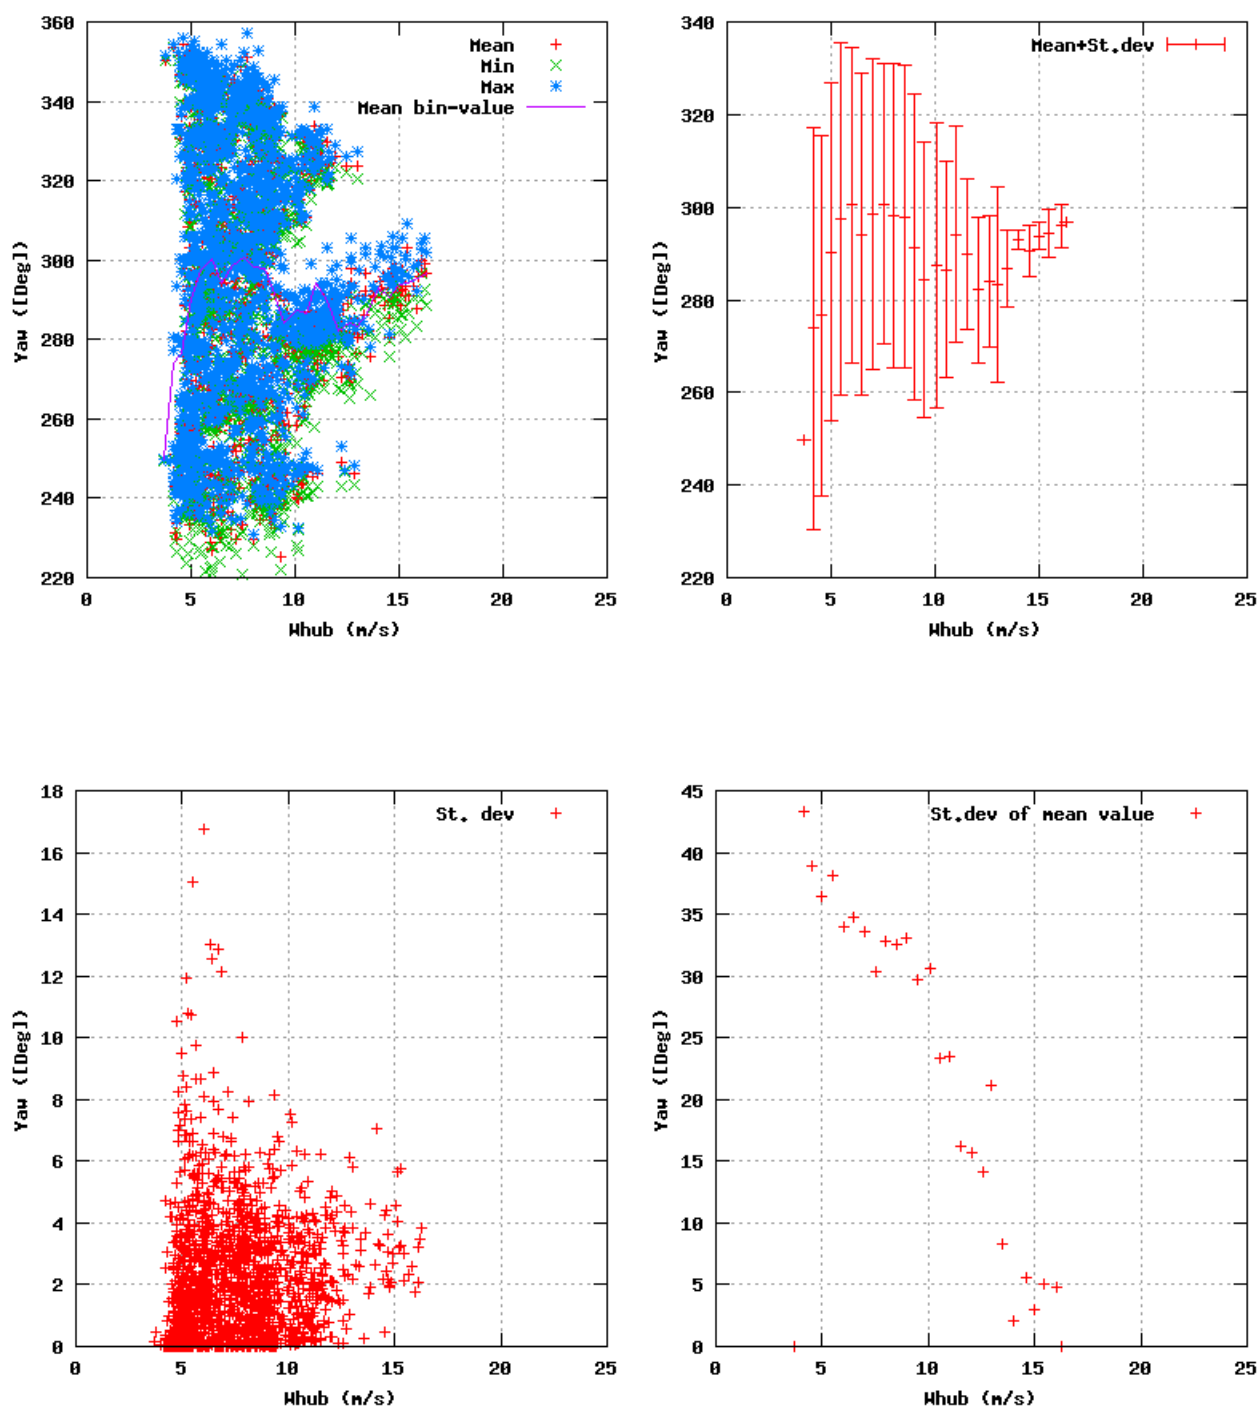 360
340
320
300
280
260
240
220
0 5 10 15 20 25
Yaw ([Deg])
Whub (m/s)
Mean
Min
Max
Mean bin-value
340
320
300
280
260
240
220
0 5 10 15 20 25
Yaw ([Deg])
Whub (m/s)
Mean+St.dev
18
16
14
12
10
8
6
4
2
0
0 5 10 15 20 25
Yaw ([Deg])
Whub (m/s)
St. dev
45
40
35
30
25
20
15
10
5
0
0 5 10 15 20 25
Yaw ([Deg])
Whub (m/s)
St.dev of mean value